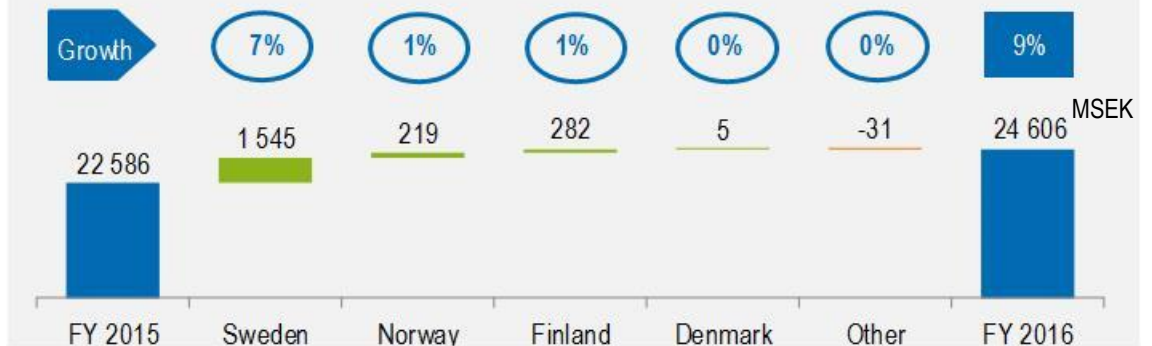 Growth 7% 1% 1% 0% 0% 9%
MSEK
22 586 1 545 219 282 5 -31 24 606
FY 2015 Sweden Norway Finland Denmark Other FY 2016